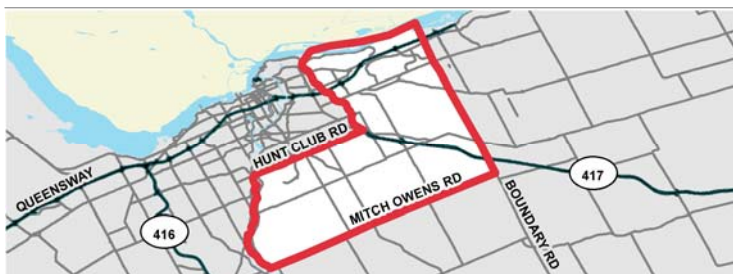 HUNT CLUB RD
QUEENSWAY
MITCH OWENS RD
417
416
BOUNDARY RD